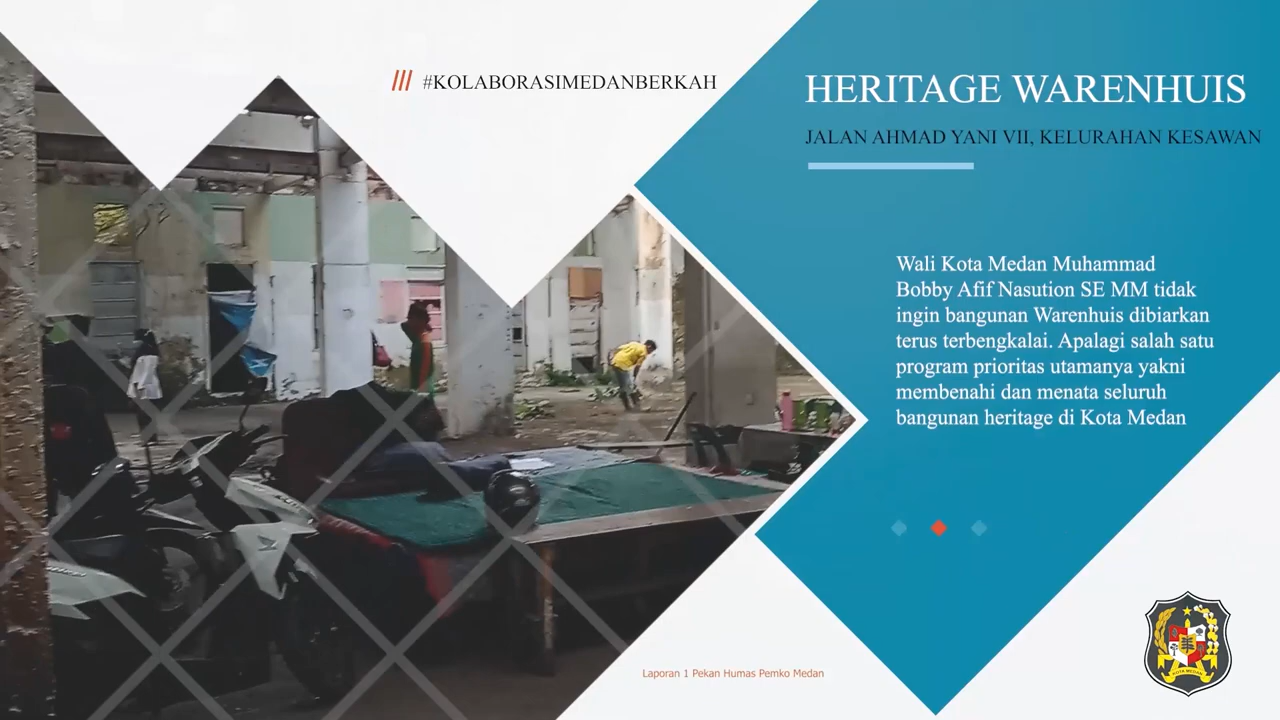 #KOLABORASIMEDANBERKAH
HERITAGE WARENHUIS
JALAN AHMAD YANI VII, KELURAHAN KESAWAN
Wali Kota Medan Muhammad
Bobby Afif Nasution SE MM tidak
ingin bangunan Warenhuis dibiarkan
terus terbengkalai. Apalagi salah satu
program prioritas utamanya yakni
membenahi dan menata seluruh
bangunan heritage di Kota Medan
Laporan 1 Pekan Humas Pemko Medan
KOTA MEDAN